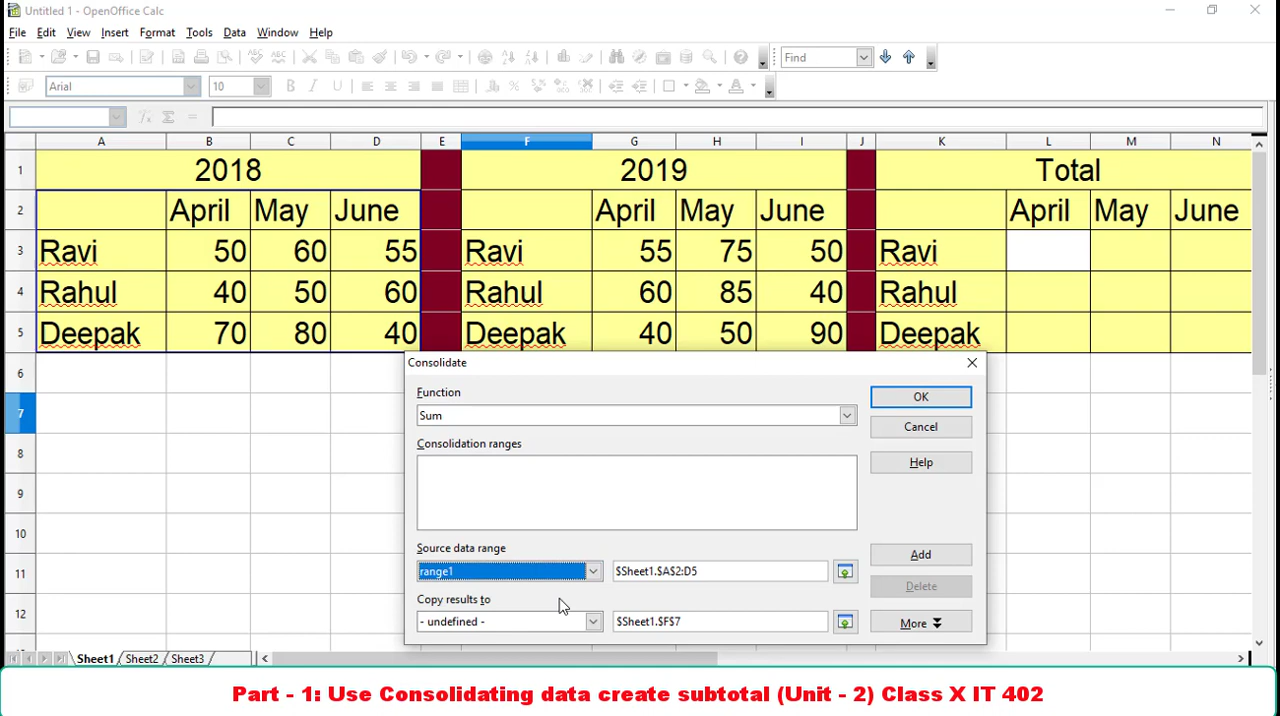 Untitled 1 - OpenOffice Calc
File Edit View Insert Format Tools Data Window Help
Find
Arial 10 B I U
A B C D E F G H I J K L M N
1 2018 2019 Total
2 April May June April May June April May June
3 Ravi 50 60 55 Ravi 55 75 50 Ravi
4 Rahul 40 50 60 Rahul 60 85 40 Rahul
5 Deepak 70 80 40 Deepak 40 50 90 Deepak
6
7
8
9
10
11
12
Consolidate
Function
Sum
OK
Cancel
Consolidation ranges
Help
Source data range
Add
range1 $Sheet1.$A$2:D5
Delete
Copy results to
- undefined - $Sheet1.$F$7
More
Sheet1 Sheet2 Sheet3
Part - 1: Use Consolidating data create subtotal (Unit - 2) Class X IT 402